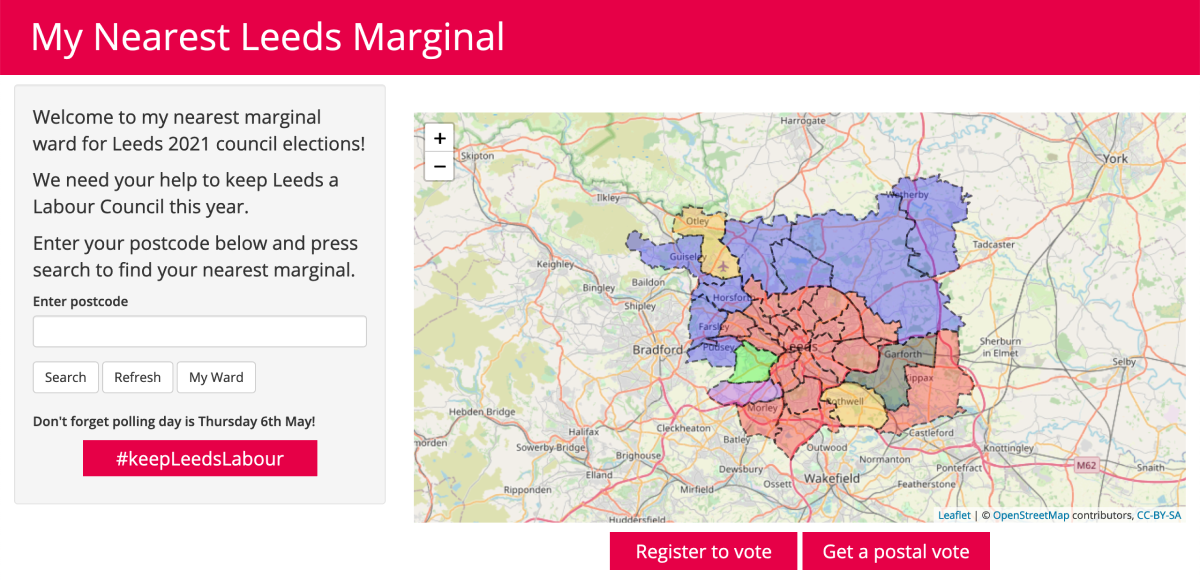 My Nearest Leeds Marginal
Welcome to my nearest marginal
ward for Leeds 2021 council elections!
We need your help to keep Leeds a
Labour Council this year.
Enter your postcode below and press
search to find your nearest marginal.
Enter postcode
Search Refresh My Ward
Don't forget polling day is Thursday 6th May!
#keepLeedsLabour
+
−
Harrogate
York
Skipton
Ilkley
Wetherby
Otley
Tadcaster
Guiseley
Keighley
Baildon
Bingley
Horsforth
Shipley
Farsley
Sherburn
in Elmet
Bradford
Pudsey
Leeds
Garforth
Selby
Kippax
Rothwell
Hebden Bridge
Morley
Halifax
Cleckheaton
Castleford
morden
Batley
Sowerby-Bridge
Outwood
Knottingley
Brighouse
Normanton
M62
Elland
Dewsbury
Pontefract
Snaith
Ossett
Wakefield
Featherstone
Ripponden
Mirfield
Huddersfield
Leaflet | © OpenStreetMap contributors, CC-BY-SA
Register to vote Get a postal vote